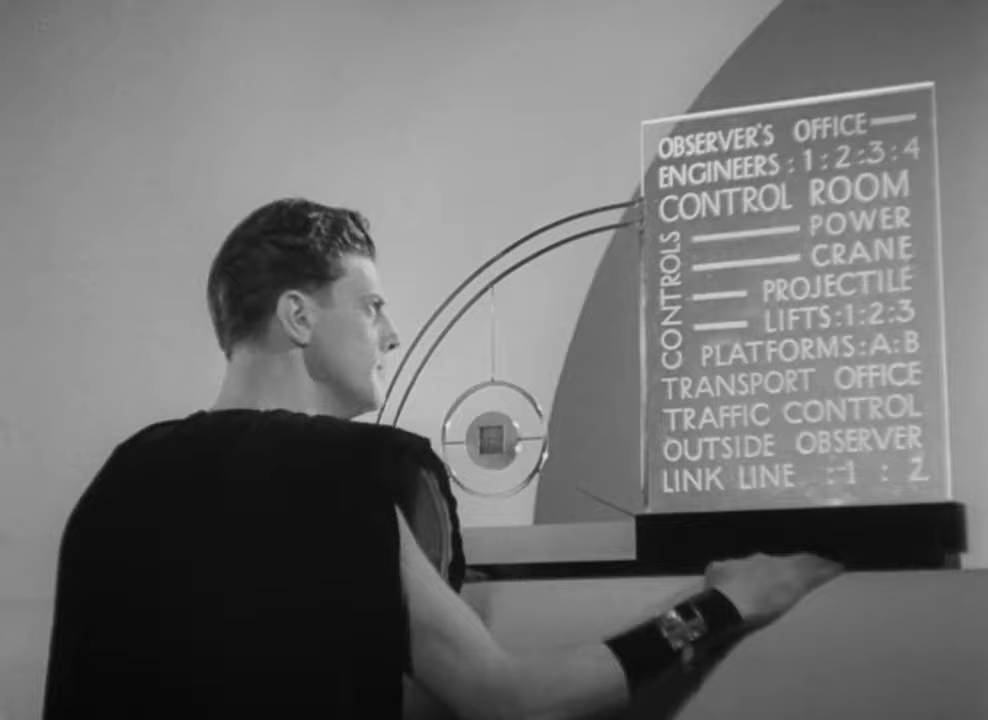 OBSERVER'S OFFICE
ENGINEERS : 1 : 2 : 3 : 4
CONTROL ROOM
CONTROLS
POWER
CRANE
PROJECTILE
LIFTS : 1 : 2 : 3
PLATFORMS : A : B
TRANSPORT OFFICE
TRAFFIC CONTROL
OUTSIDE OBSERVER
LINK LINE : 1 : 2